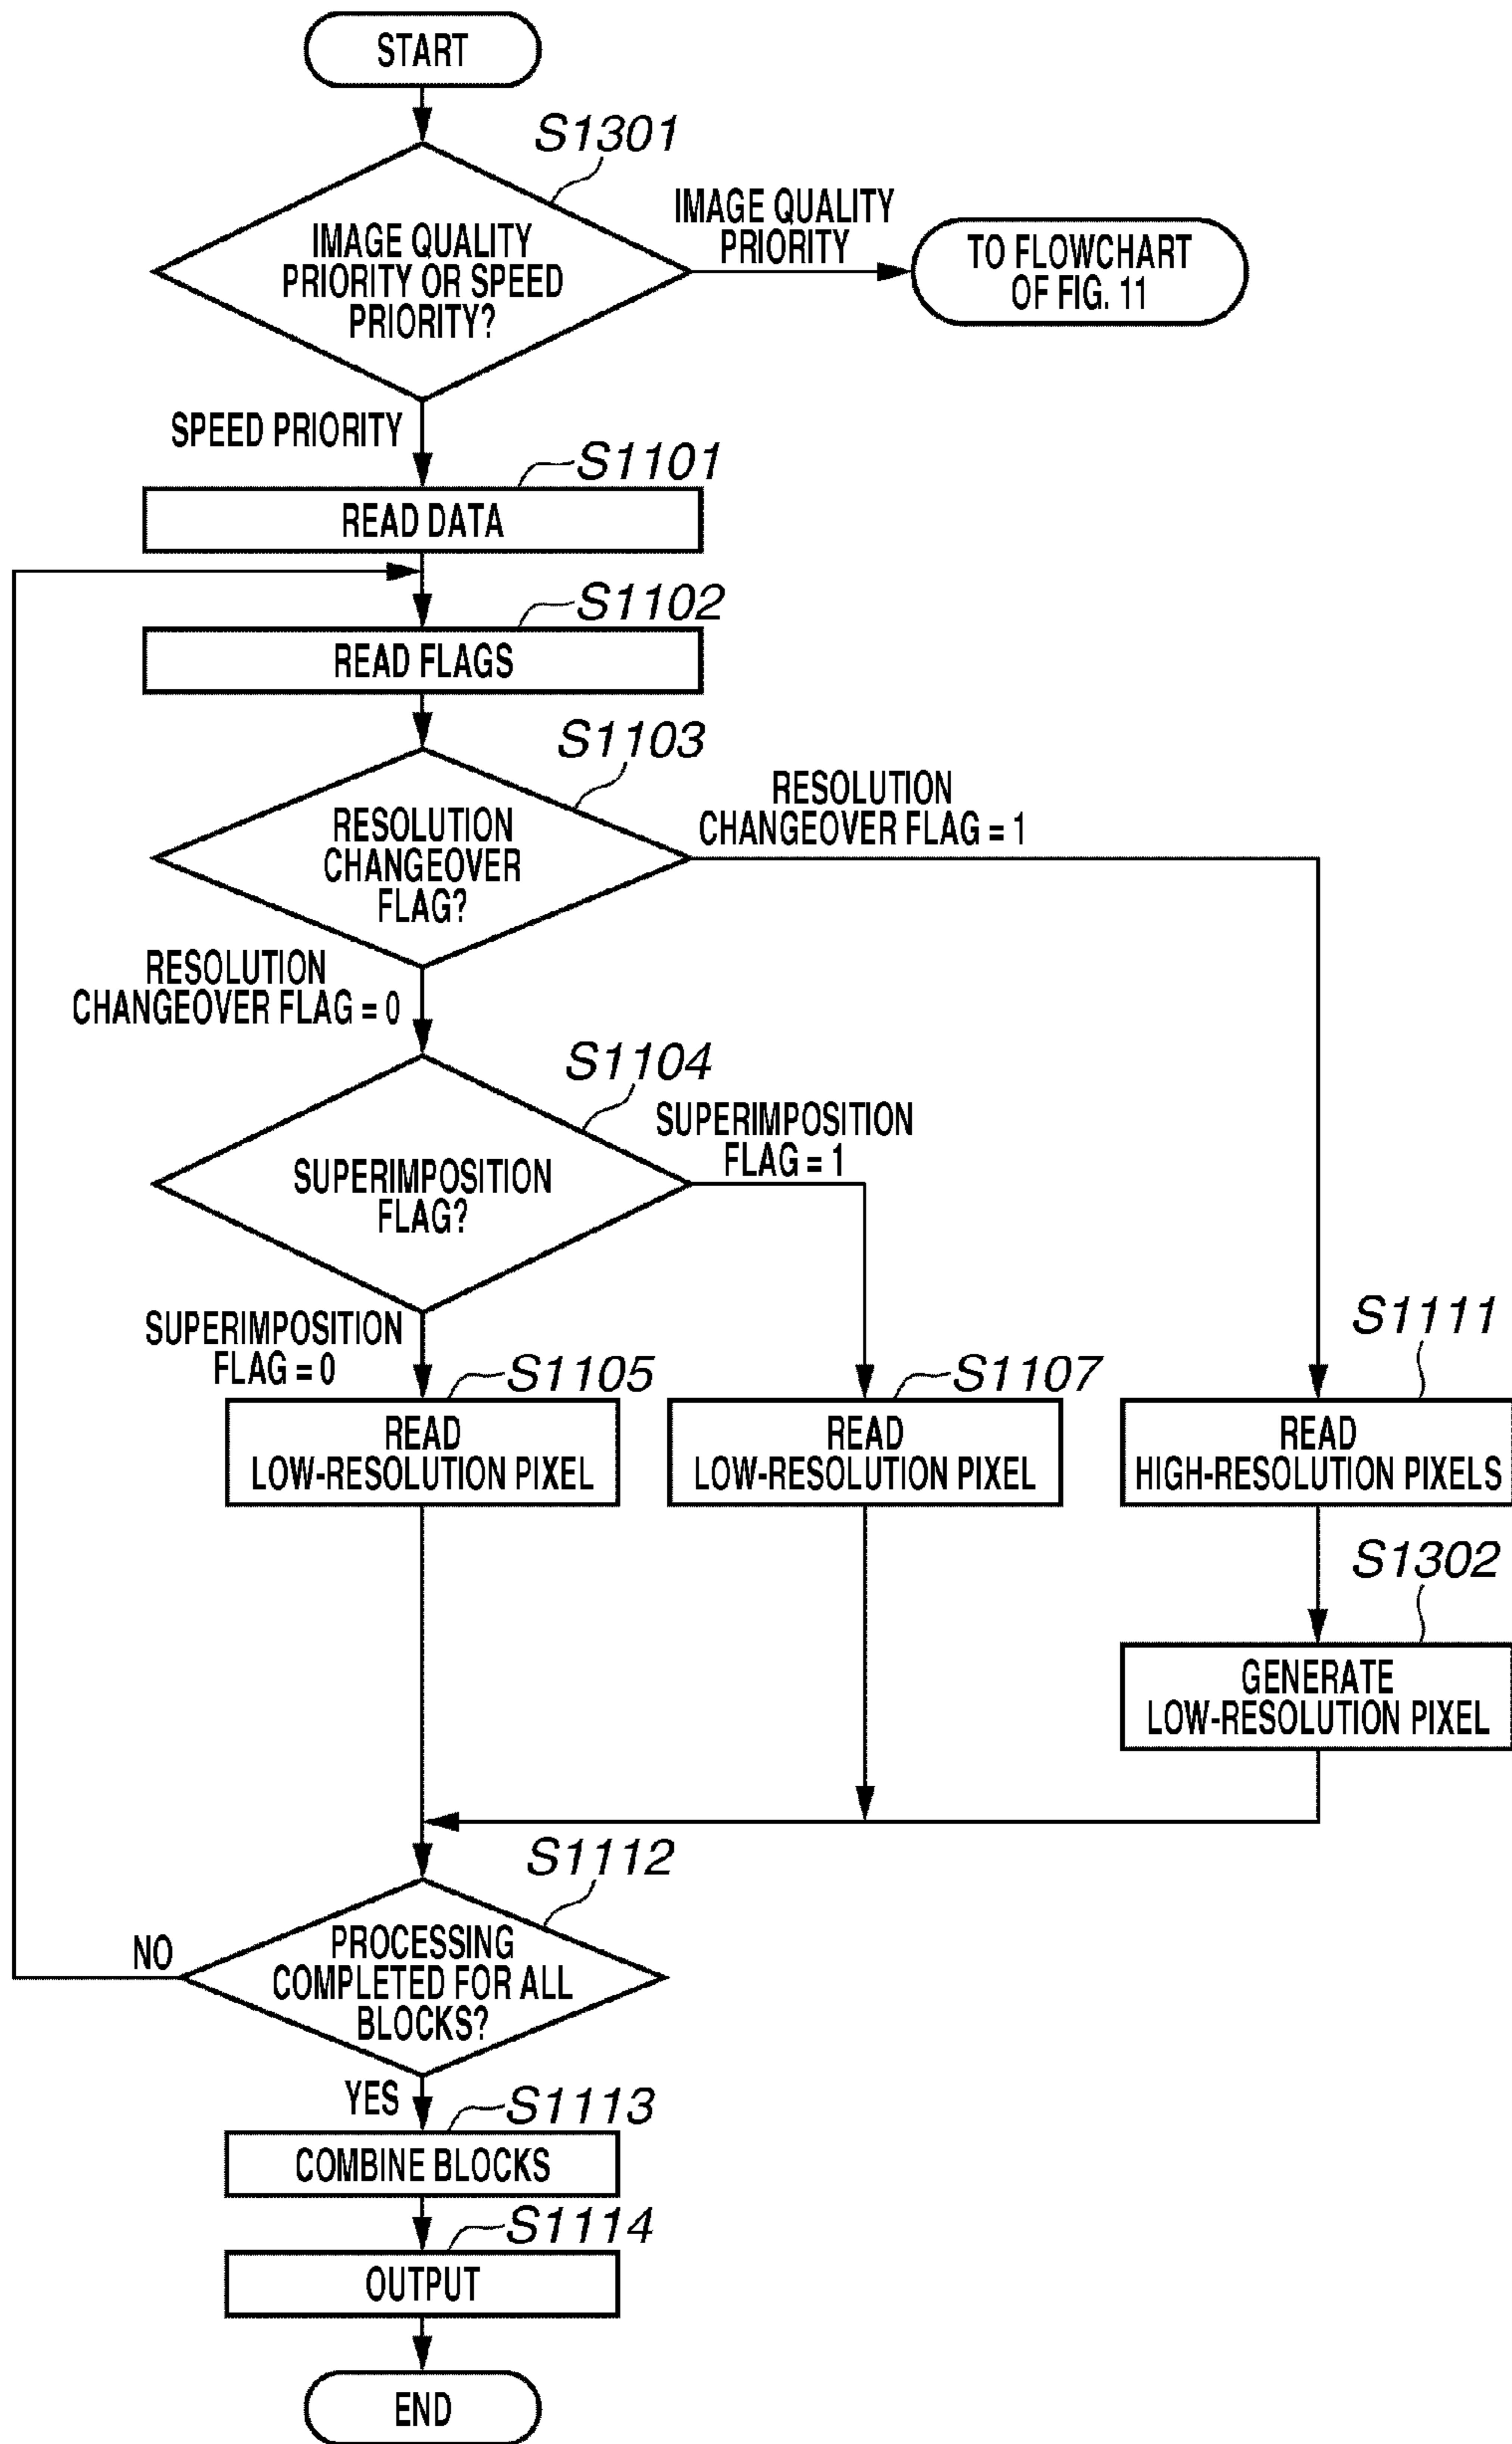 START
S1301
IMAGE QUALITY
PRIORITY OR SPEED
PRIORITY?
IMAGE QUALITY
PRIORITY
TO FLOWCHART
OF FIG. 11
SPEED PRIORITY
S1101
READ DATA
S1102
READ FLAGS
S1103
RESOLUTION
CHANGEOVER
FLAG?
RESOLUTION
CHANGEOVER FLAG = 1
RESOLUTION
CHANGEOVER FLAG = 0
S1104
SUPERIMPOSITION
FLAG?
SUPERIMPOSITION
FLAG = 1
SUPERIMPOSITION
FLAG = 0
S1105
READ
LOW-RESOLUTION PIXEL
S1107
READ
LOW-RESOLUTION PIXEL
S1111
READ
HIGH-RESOLUTION PIXELS
S1302
GENERATE
LOW-RESOLUTION PIXEL
S1112
PROCESSING
COMPLETED FOR ALL
BLOCKS?
NO
YES
S1113
COMBINE BLOCKS
S1114
OUTPUT
END